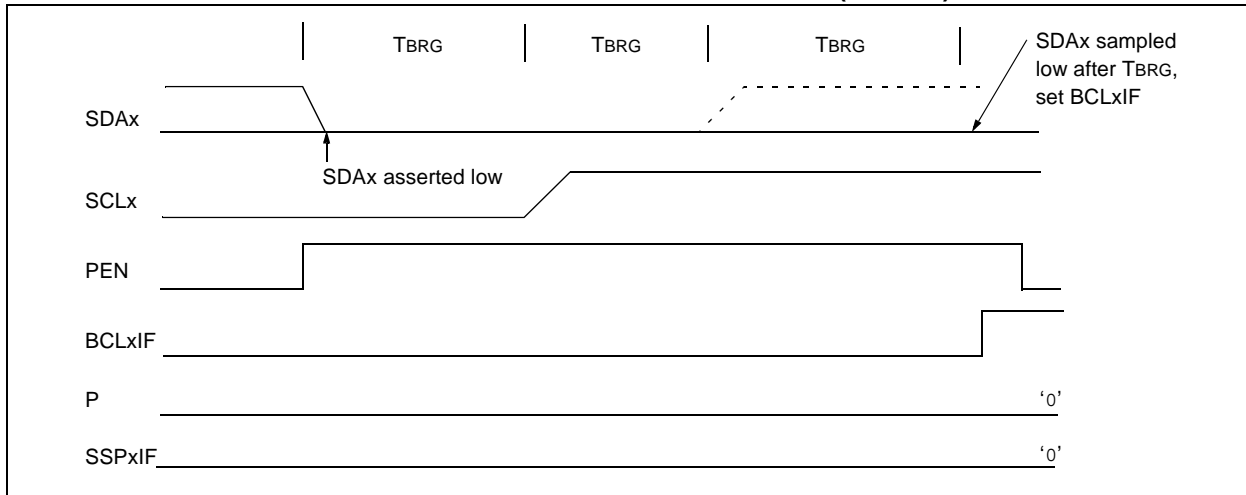 TBRG TBRG TBRG
SDAx sampled
low after TBRG,
set BCLxIF
SDAx
SDAx asserted low
SCLx
PEN
BCLxIF
P '0'
SSPxIF '0'